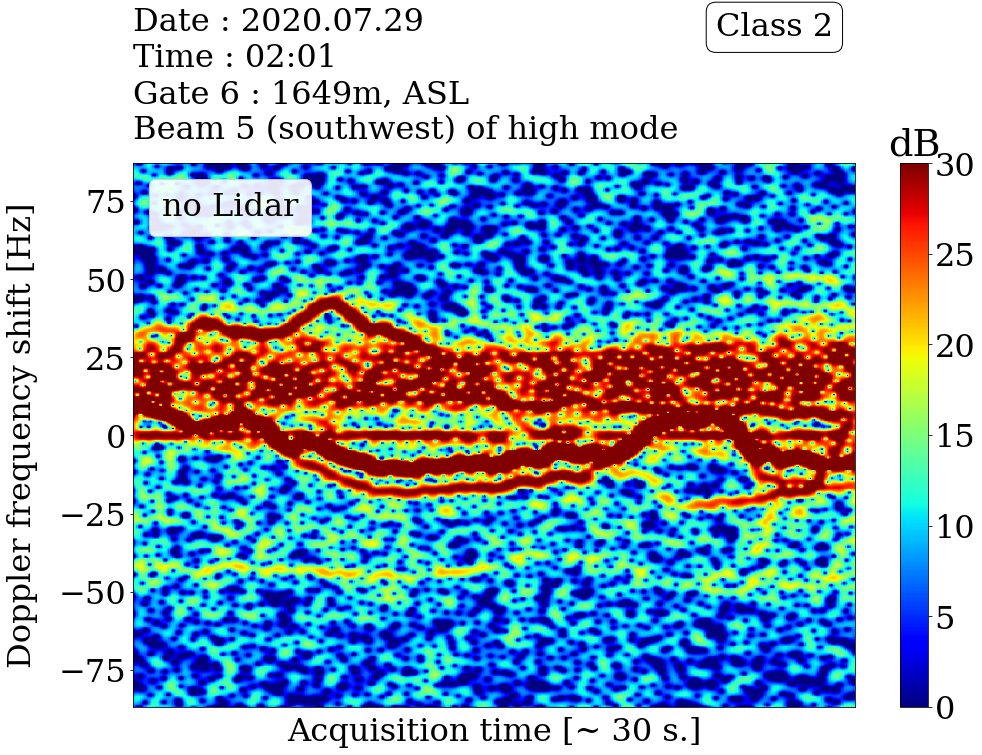 Date : 2020.07.29
Time : 02:01
Gate 6 : 1649m, ASL
Beam 5 (southwest) of high mode
Class 2
dB
no Lidar
Doppler frequency shift [Hz]
75
50
25
0
−25
−50
−75
30
25
20
15
10
5
0
Acquisition time [~ 30 s.]